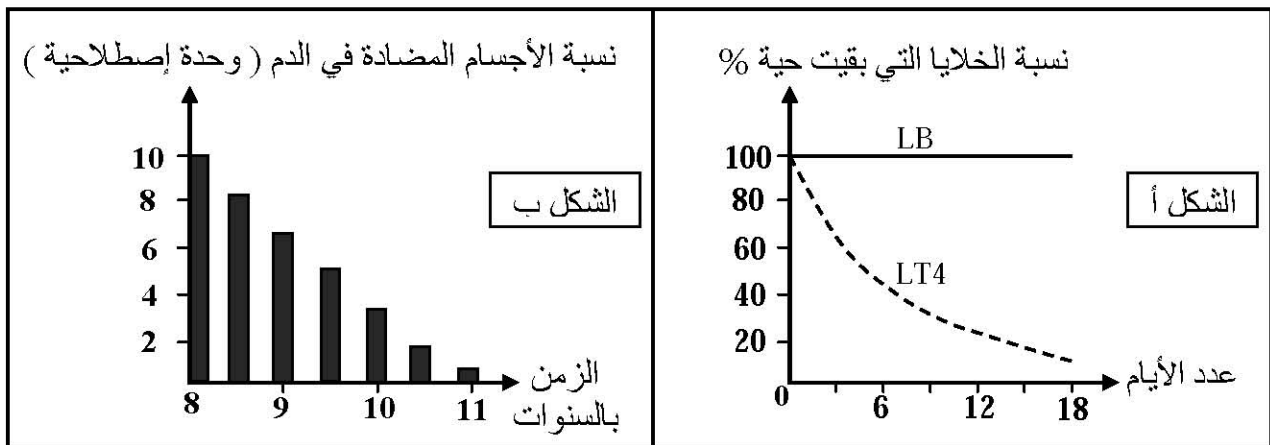 نسبة الخلايا التي بقيت حية %
100
80
60
40
20
0
6
12
18
LB
LT4
عدد الأيام
الشكل أ
نسبة الأجسام المضادة في الدم ( وحدة إصطلاحية )
10
8
6
4
2
8
9
10
11
الزمن
بالسنوات
الشكل ب